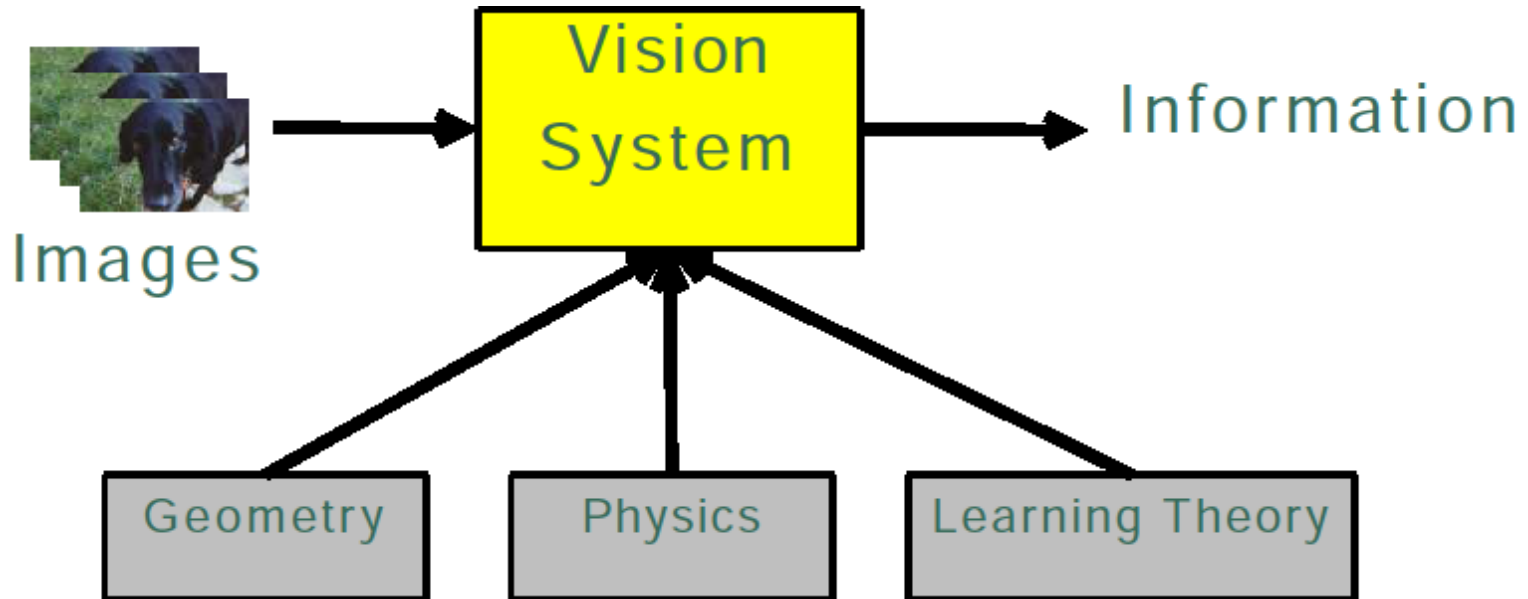 Vision
System
Images
Information
Geometry
Physics
Learning Theory